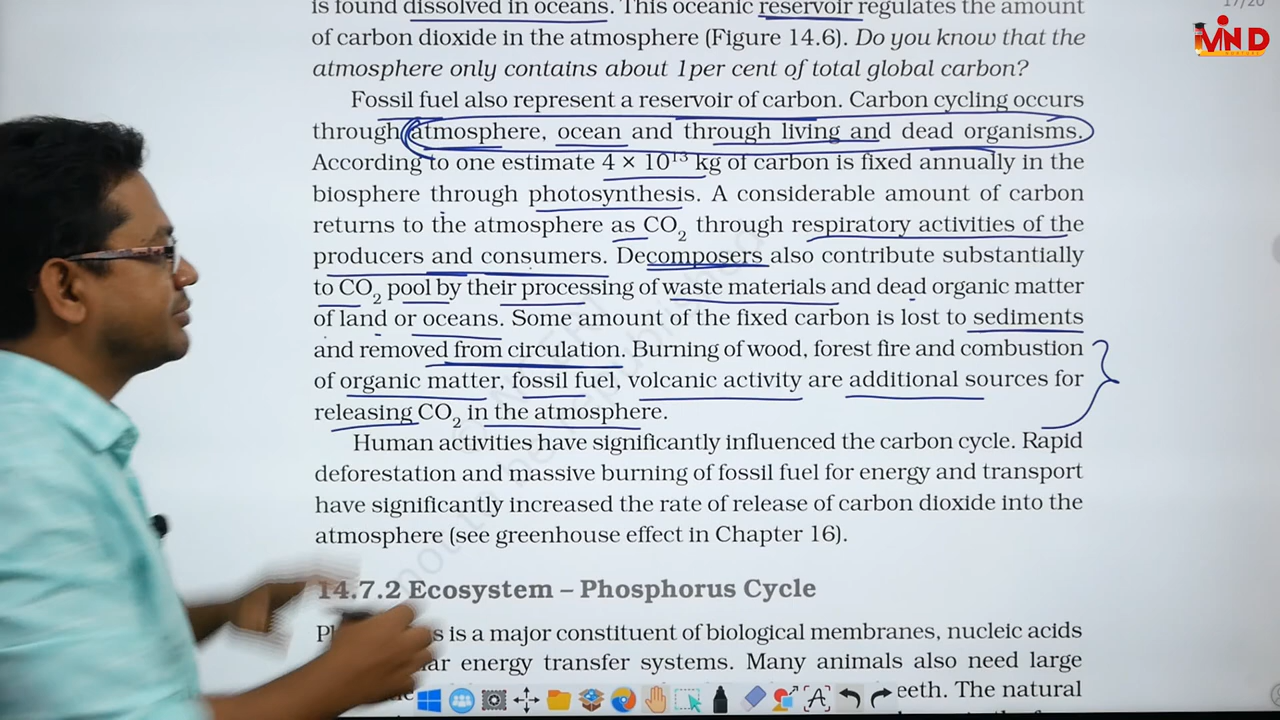 17/20
MIND
is found dissolved in oceans. This oceanic reservoir regulates the amount
of carbon dioxide in the atmosphere (Figure 14.6). Do you know that the
atmosphere only contains about 1per cent of total global carbon?
Fossil fuel also represent a reservoir of carbon. Carbon cycling occurs
through atmosphere, ocean and through living and dead organisms.
According to one estimate 4 × 10¹³ kg of carbon is fixed annually in the
biosphere through photosynthesis. A considerable amount of carbon
returns to the atmosphere as CO₂ through respiratory activities of the
producers and consumers. Decomposers also contribute substantially
to CO₂ pool by their processing of waste materials and dead organic matter
of land or oceans. Some amount of the fixed carbon is lost to sediments
and removed from circulation. Burning of wood, forest fire and combustion
of organic matter, fossil fuel, volcanic activity are additional sources for
releasing CO₂ in the atmosphere.
Human activities have significantly influenced the carbon cycle. Rapid
deforestation and massive burning of fossil fuel for energy and transport
have significantly increased the rate of release of carbon dioxide into the
atmosphere (see greenhouse effect in Chapter 16).
14.7.2 Ecosystem – Phosphorus Cycle
is a major constituent of biological membranes, nucleic acids
energy transfer systems. Many animals also need large
eeth. The natural